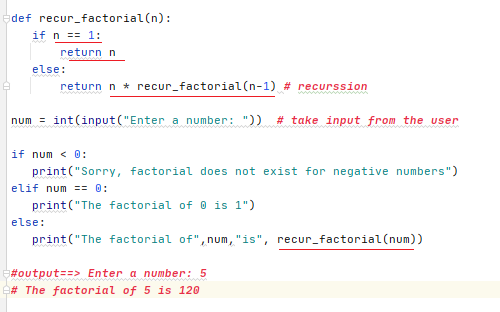 def recur_factorial(n):
if n == 1:
return n
else:
return n * recur_factorial(n-1) # recurssion
num = int(input("Enter a number: ")) # take input from the user
if num < 0:
print("Sorry, factorial does not exist for negative numbers")
elif num == 0:
print("The factorial of 0 is 1")
else:
print("The factorial of",num,"is", recur_factorial(num))
#output==> Enter a number: 5
# The factorial of 5 is 120